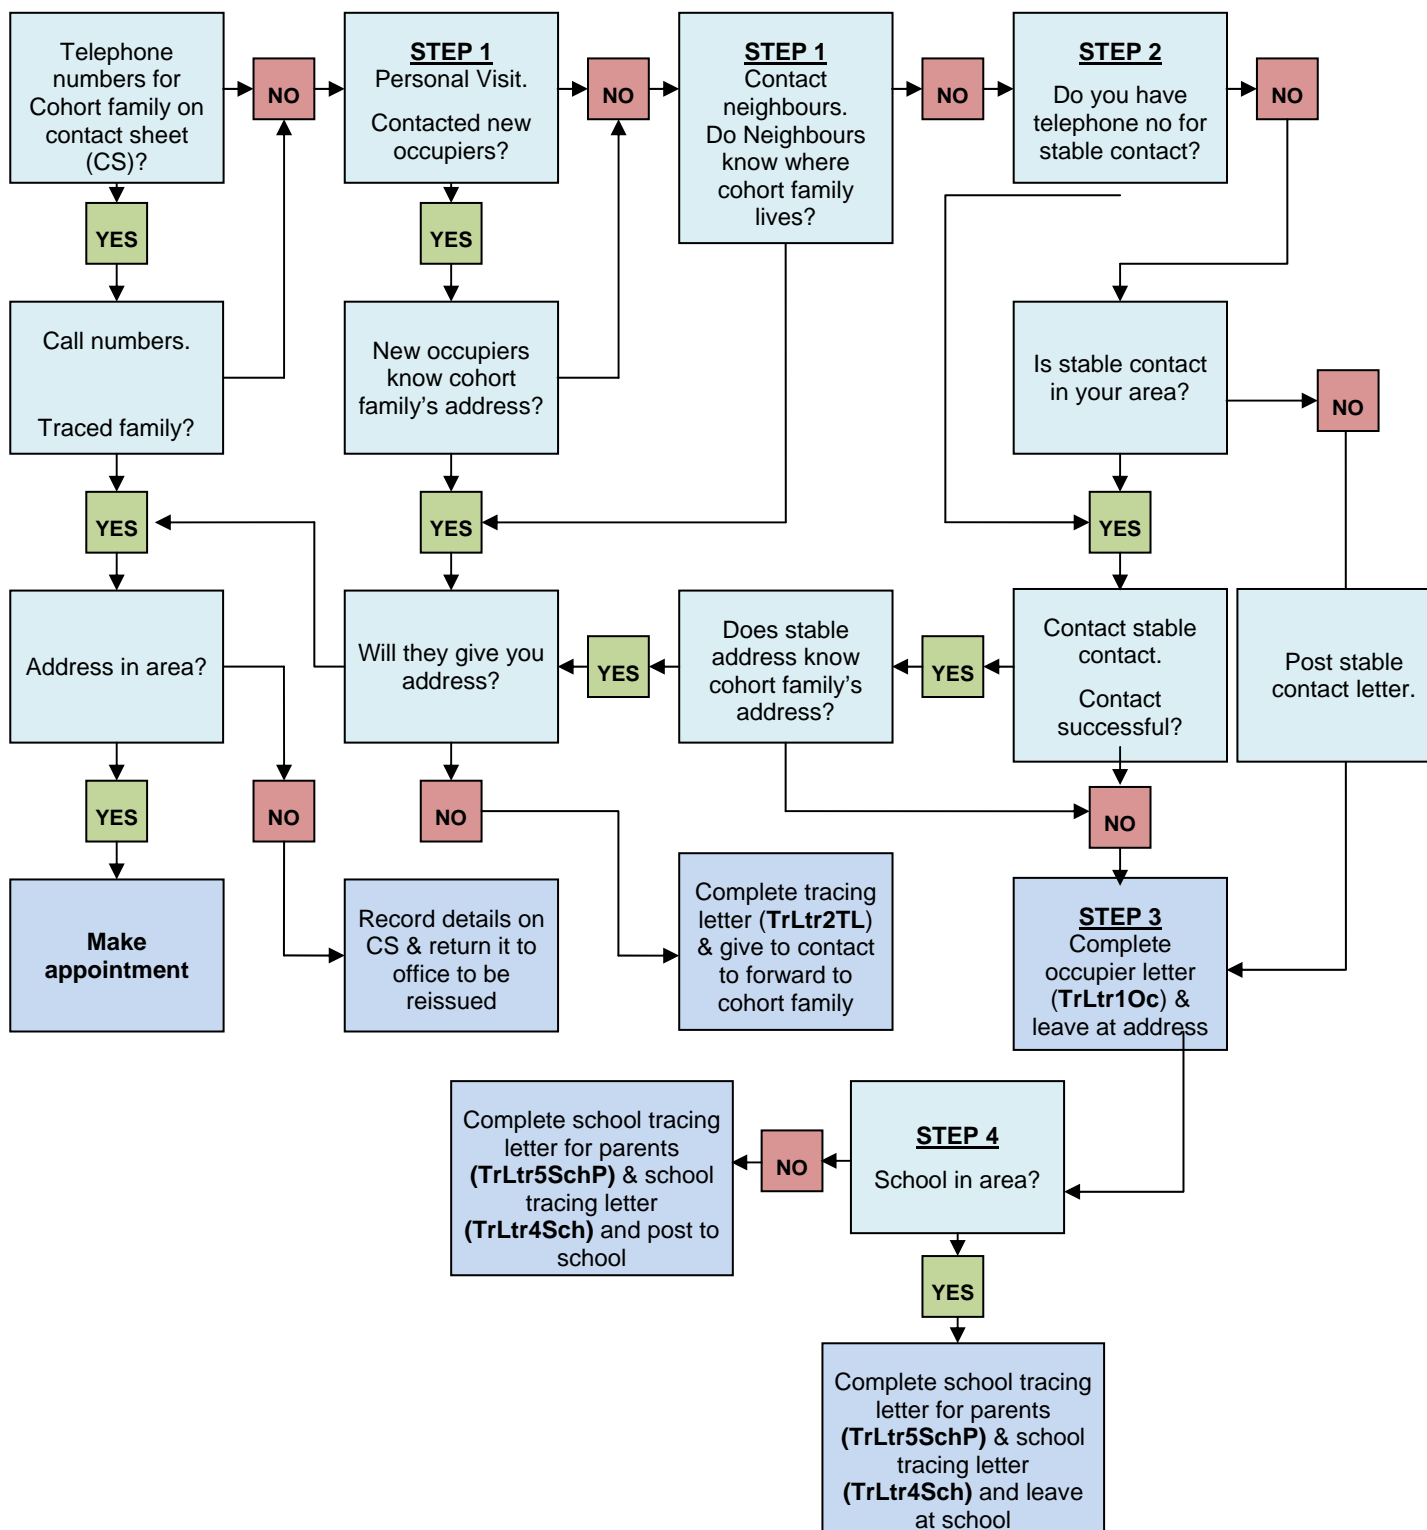 Telephone
numbers for
Cohort family on
contact sheet
(CS)?
NO
STEP 1
Personal Visit.
Contacted new
occupiers?
NO
STEP 1
Contact
neighbours.
Do Neighbours
know where
cohort family
lives?
NO
STEP 2
Do you have
telephone no for
stable contact?
NO
YES
YES
Call numbers.
Traced family?
New occupiers
know cohort
family's address?
Is stable contact
in your area?
NO
YES
YES
YES
Address in area?
Will they give you
address?
YES
Does stable
address know
cohort family's
address?
YES
Contact stable
contact.
Contact
successful?
Post stable
contact letter.
YES
NO
NO
NO
Make
appointment
Record details on
CS & return it to
office to be
reissued
Complete tracing
letter (TrLtr2TL)
& give to contact
to forward to
cohort family
STEP 3
Complete
occupier letter
(TrLtr1Oc) &
leave at address
Complete school tracing
letter for parents
(TrLtr5SchP) & school
tracing letter
(TrLtr4Sch) and post to
school
NO
STEP 4
School in area?
YES
Complete school tracing
letter for parents
(TrLtr5SchP) & school
tracing letter
(TrLtr4Sch) and leave
at school